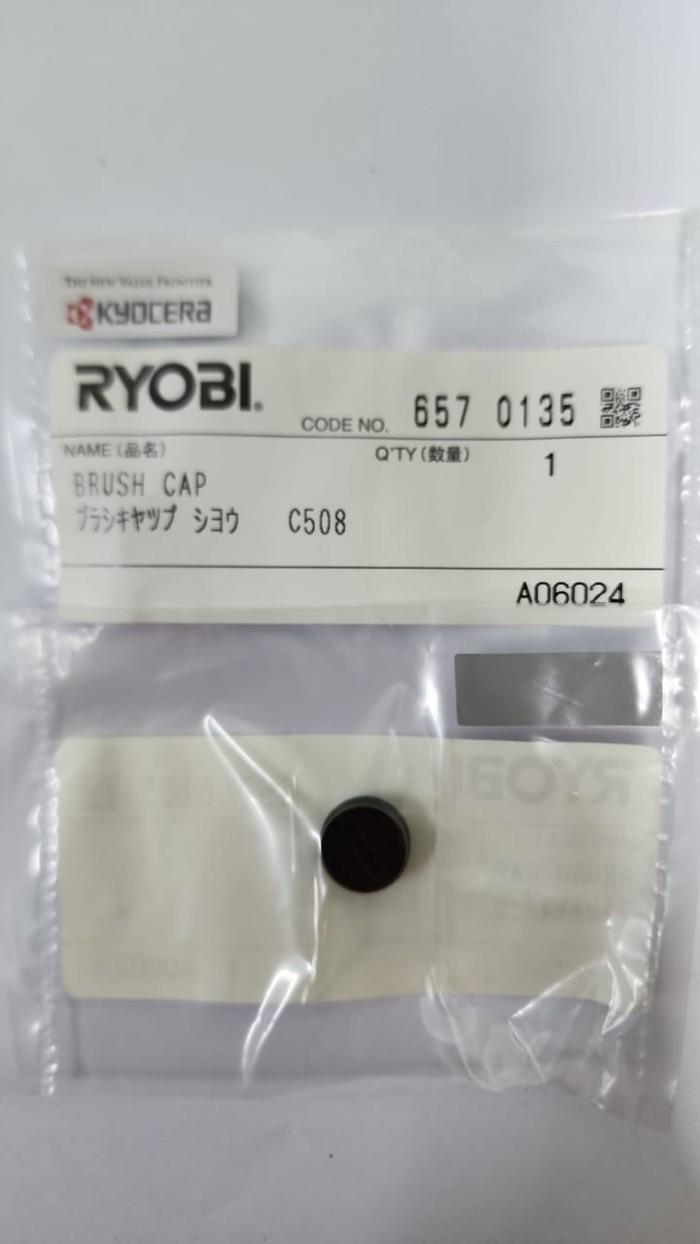 THE NEW VALUE FRONTIER
KYOCERA
RYOBI.
CODE NO. 657 0135
NAME (品名) Q'TY (数量) 1
BRUSH CAP
ブラシキヤツプ シヨウ C508
A06024